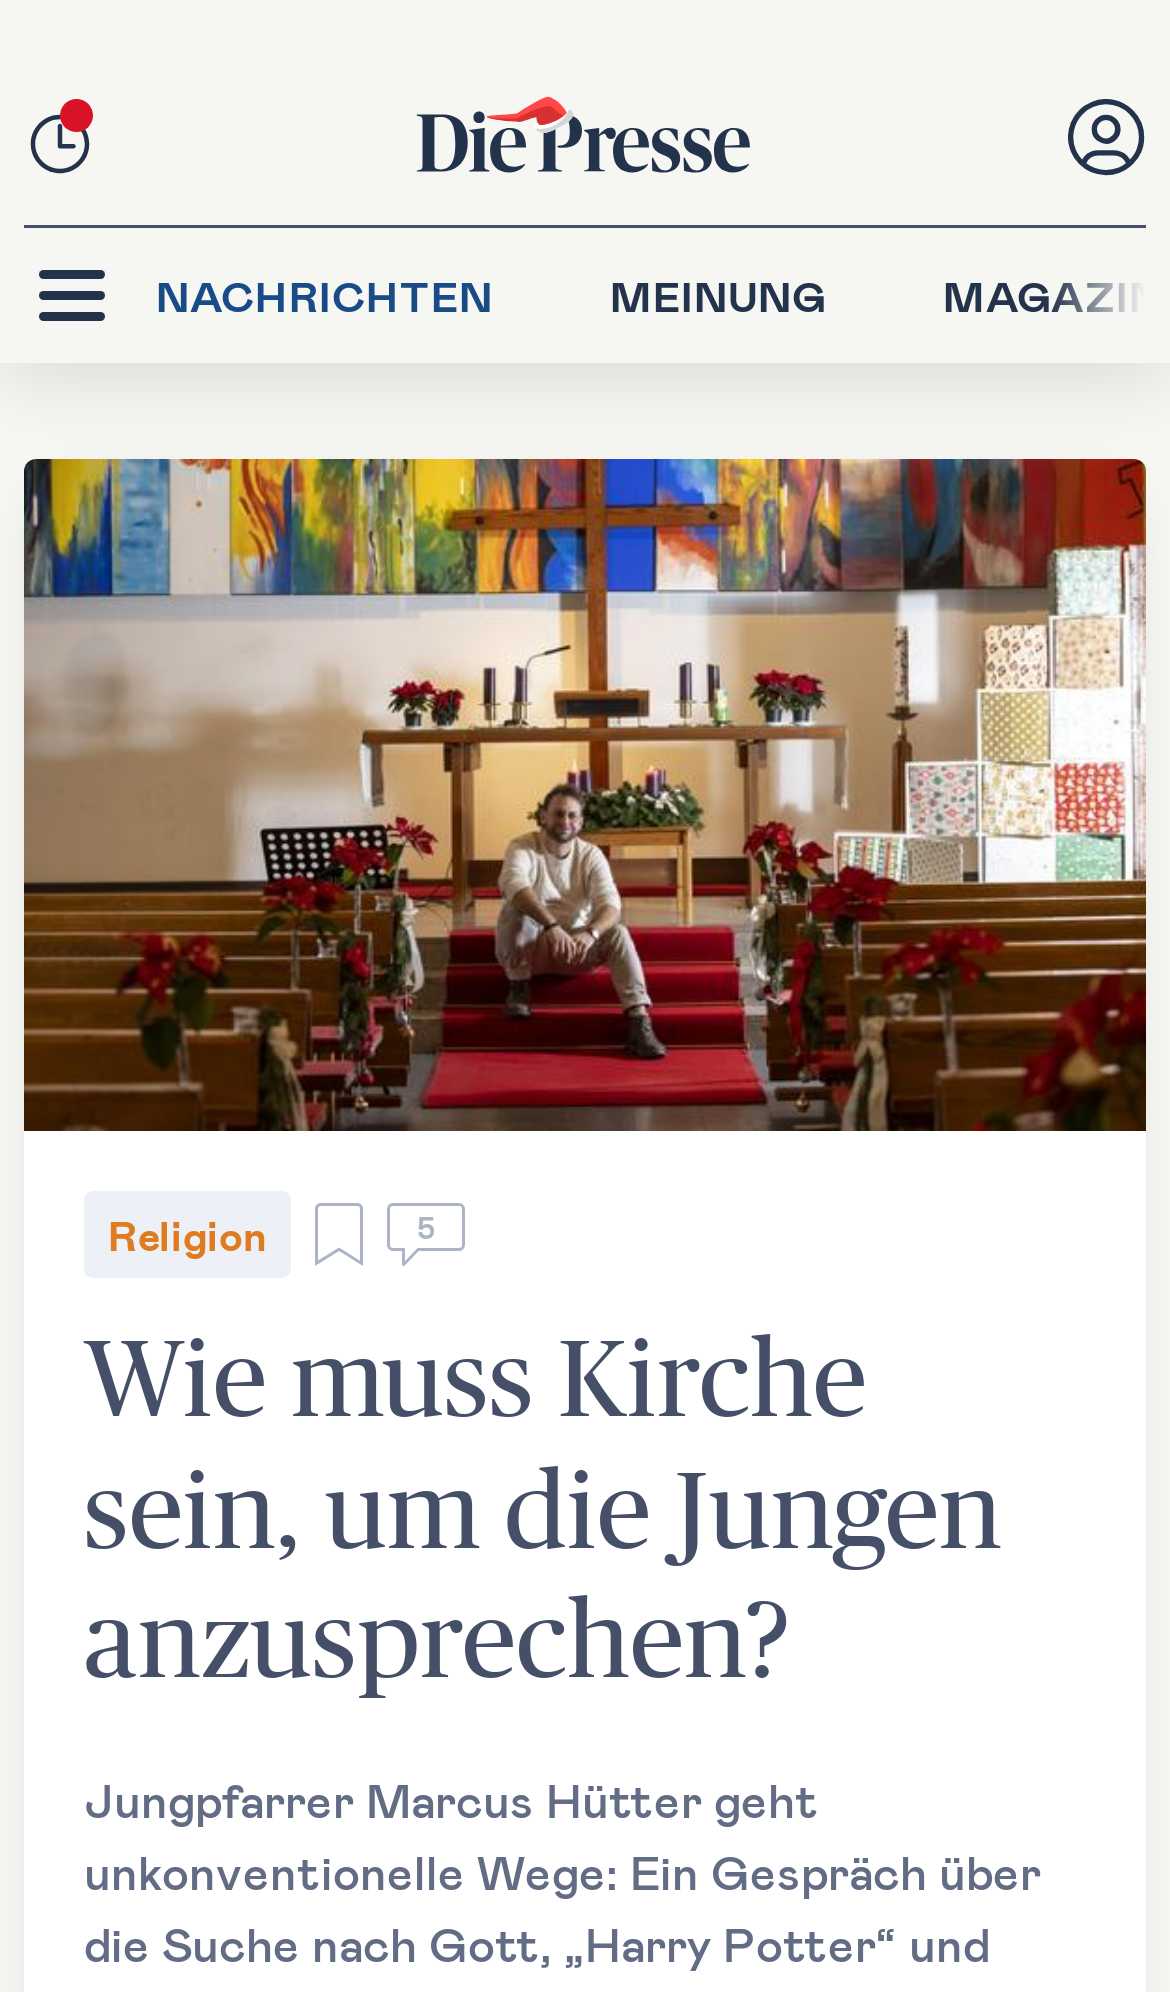 Die Presse
NACHRICHTEN MEINUNG MAGAZIN
Religion 5
Wie muss Kirche
sein, um die Jungen
anzusprechen?
Jungpfarrer Marcus Hütter geht
unkonventionelle Wege: Ein Gespräch über
die Suche nach Gott, „Harry Potter“ und